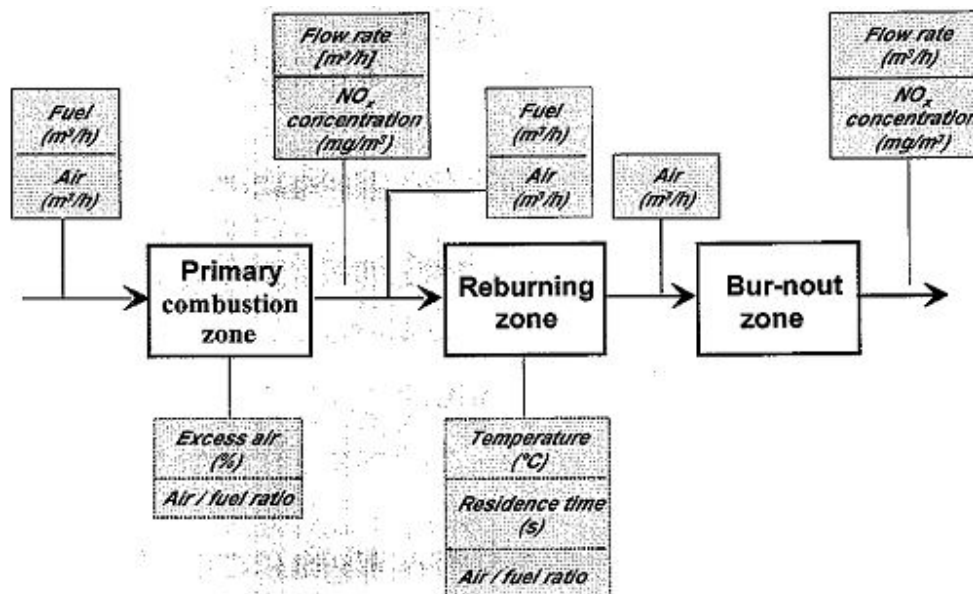 Flow rate
[m³/h]
NOx
concentration
(mg/m³)
Flow rate
(m³/h)
NOx
concentration
(mg/m³)
Fuel
(m³/h)
Air
(m³/h)
Fuel
(m³/h)
Air
(m³/h)
Air
(m³/h)
Primary
combustion
zone
Reburning
zone
Bur-nout
zone
Excess air
(%)
Air / fuel ratio
Temperature
(°C)
Residence time
(s)
Air / fuel ratio